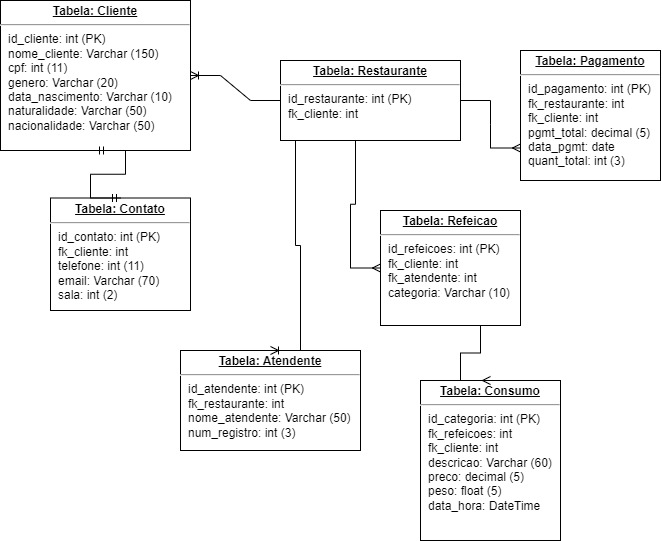 Tabela: Cliente
id_cliente: int (PK)
nome_cliente: Varchar (150)
cpf: int (11)
genero: Varchar (20)
data_nascimento: Varchar (10)
naturalidade: Varchar (50)
nacionalidade: Varchar (50)
Tabela: Restaurante
id_restaurante: int (PK)
fk_cliente: int
Tabela: Pagamento
id_pagamento: int (PK)
fk_restaurante: int
fk_cliente: int
pgmt_total: decimal (5)
data_pgmt: date
quant_total: int (3)
Tabela: Contato
id_contato: int (PK)
fk_cliente: int
telefone: int (11)
email: Varchar (70)
sala: int (2)
Tabela: Refeicao
id_refeicoes: int (PK)
fk_cliente: int
fk_atendente: int
categoria: Varchar (10)
Tabela: Atendente
id_atendente: int (PK)
fk_restaurante: int
nome_atendente: Varchar (50)
num_registro: int (3)
Tabela: Consumo
id_categoria: int (PK)
fk_refeicoes: int
fk_cliente: int
descricao: Varchar (60)
preco: decimal (5)
peso: float (5)
data_hora: DateTime